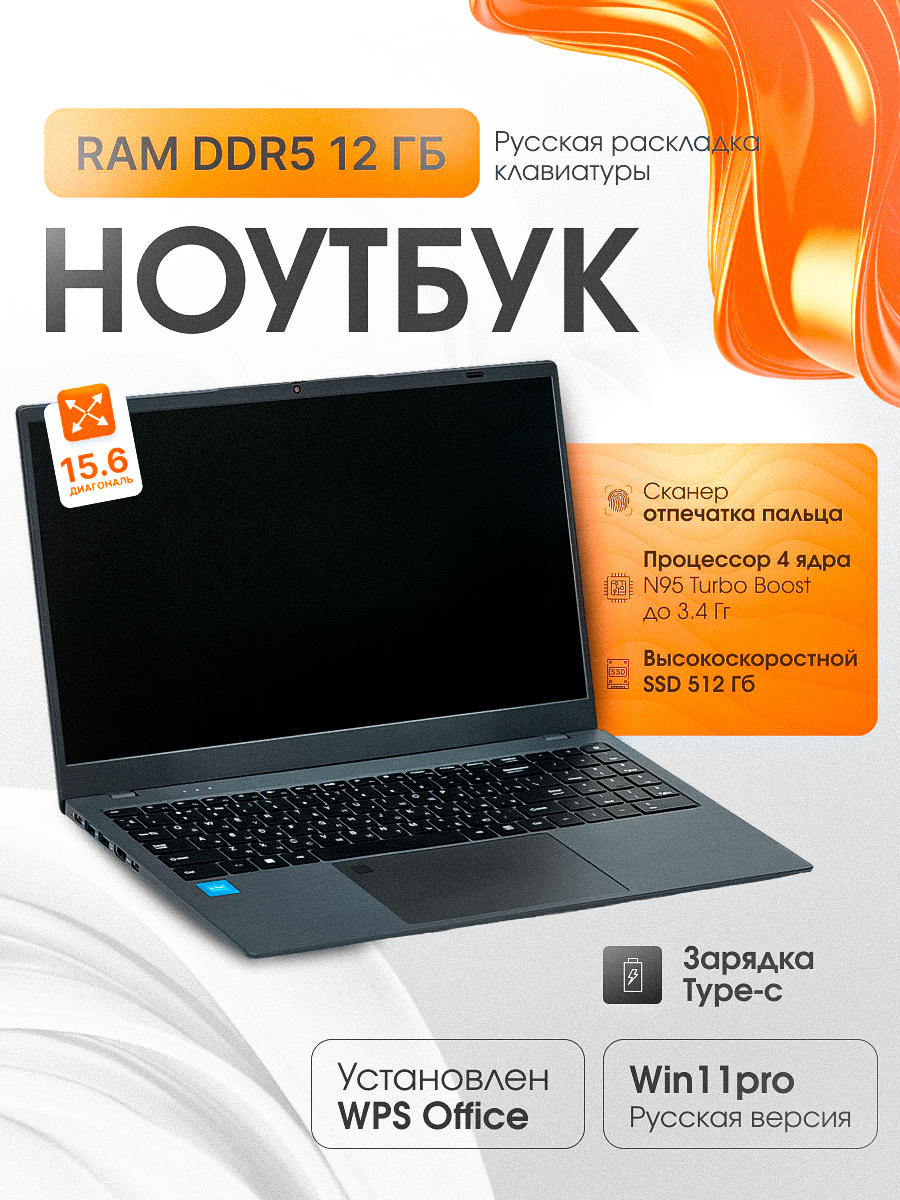 RAM DDR5 12 ГБ
Русская раскладка
клавиатуры
НОУТБУК
15.6
ДИАГОНАЛЬ
Сканер
отпечатка пальца
Процессор 4 ядра
N95 Turbo Boost
до 3.4 Гг
SSD
Высокоскоростной
SSD 512 Гб
Зарядка
Type-c
Установлен
WPS Office
Win11pro
Русская версия